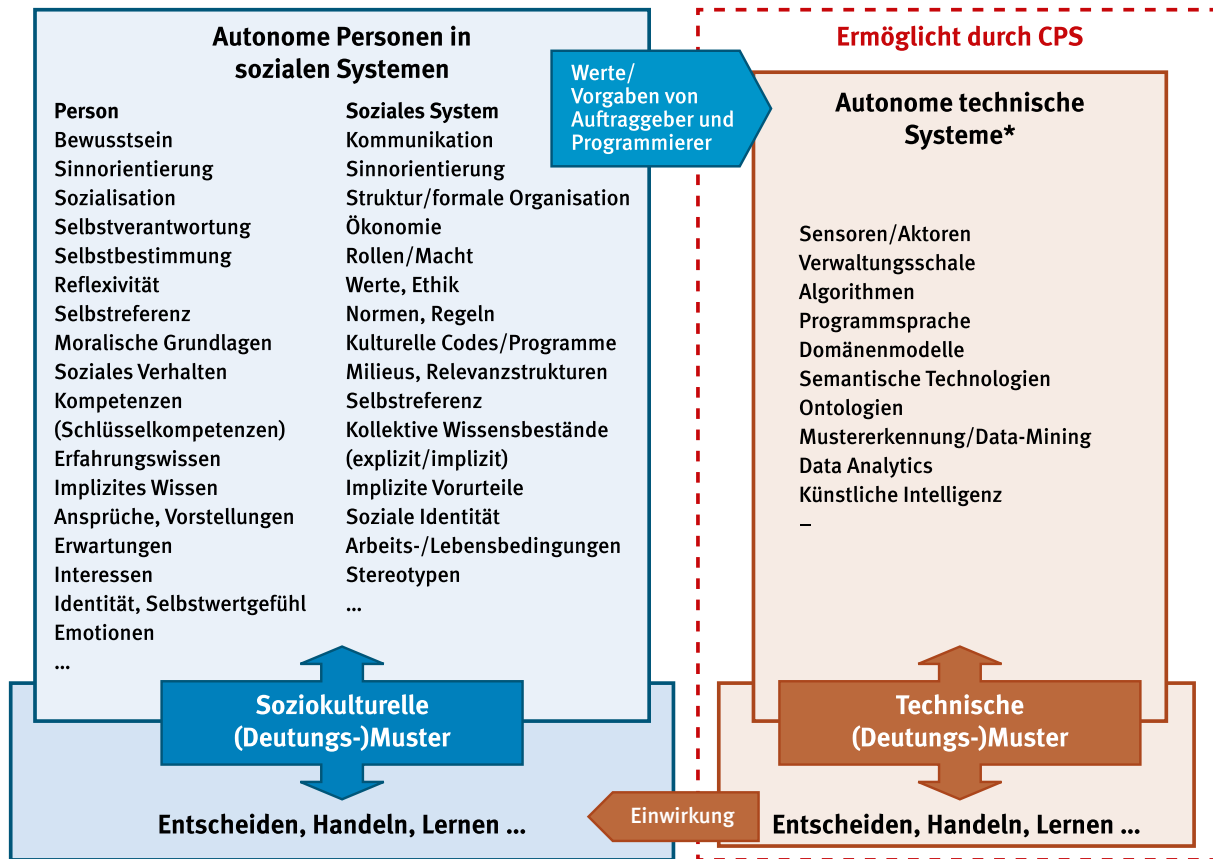 Autonome Personen in
sozialen Systemen
Person
Bewusstsein
Sinnorientierung
Sozialisation
Selbstverantwortung
Selbstbestimmung
Reflexivität
Selbstreferenz
Moralische Grundlagen
Soziales Verhalten
Kompetenzen
(Schlüsselkompetenzen)
Erfahrungswissen
Implizites Wissen
Ansprüche, Vorstellungen
Erwartungen
Interessen
Identität, Selbstwertgefühl
Emotionen
...
Soziales System
Kommunikation
Sinnorientierung
Struktur/formale Organisation
Ökonomie
Rollen/Macht
Werte, Ethik
Normen, Regeln
Kulturelle Codes/Programme
Milieus, Relevanzstrukturen
Selbstreferenz
Kollektive Wissensbestände
(explizit/implizit)
Implizite Vorurteile
Soziale Identität
Arbeits-/Lebensbedingungen
Stereotypen
...
Soziokulturelle
(Deutungs-)Muster
Entscheiden, Handeln, Lernen ...
Werte/
Vorgaben von
Auftraggeber und
Programmierer
Ermöglicht durch CPS
Autonome technische
Systeme*
Sensoren/Aktoren
Verwaltungsschale
Algorithmen
Programmsprache
Domänenmodelle
Semantische Technologien
Ontologien
Mustererkennung/Data-Mining
Data Analytics
Künstliche Intelligenz
–
Technische
(Deutungs-)Muster
Einwirkung
Entscheiden, Handeln, Lernen ...